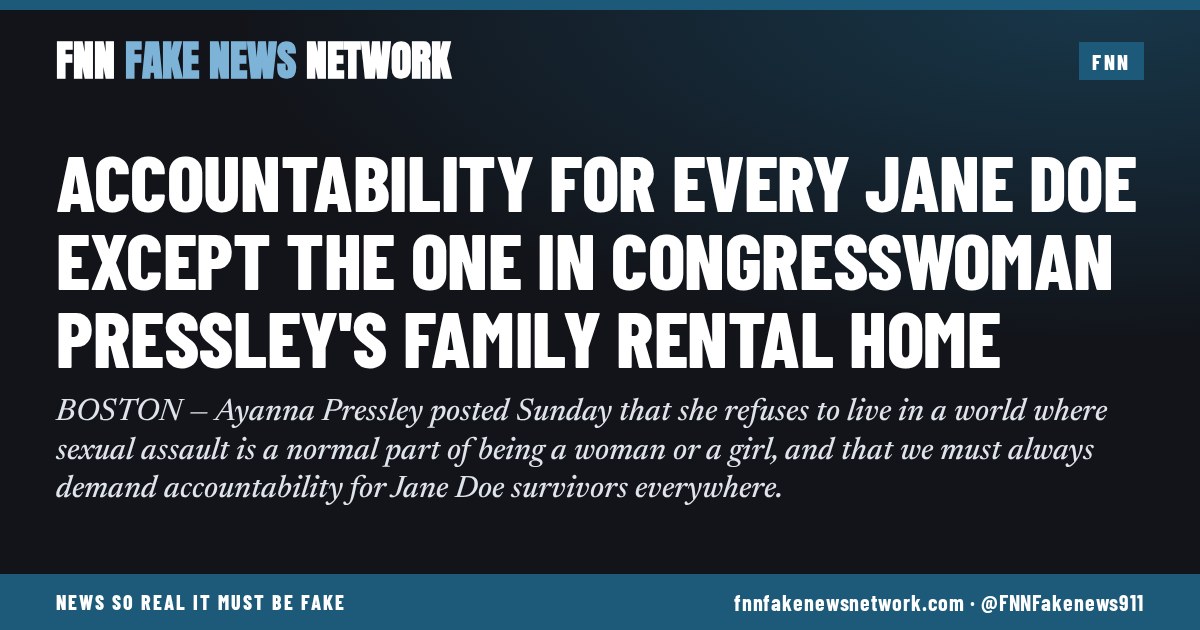 FNN FAKE NEWS NETWORK
FNN
ACCOUNTABILITY FOR EVERY JANE DOE
EXCEPT THE ONE IN CONGRESSWOMAN
PRESSLEY'S FAMILY RENTAL HOME
BOSTON — Ayanna Pressley posted Sunday that she refuses to live in a world where
sexual assault is a normal part of being a woman or a girl, and that we must always
demand accountability for Jane Doe survivors everywhere.
NEWS SO REAL IT MUST BE FAKE
fnnfakenewsnetwork.com · @FNNFakenews911